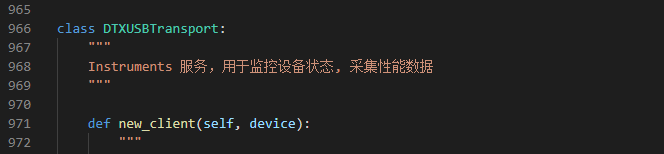 965
966 class DTXUSBTransport:
967 """
968 Instruments 服务，用于监控设备状态, 采集性能数据
969 """
970
971 def new_client(self, device):
972 """